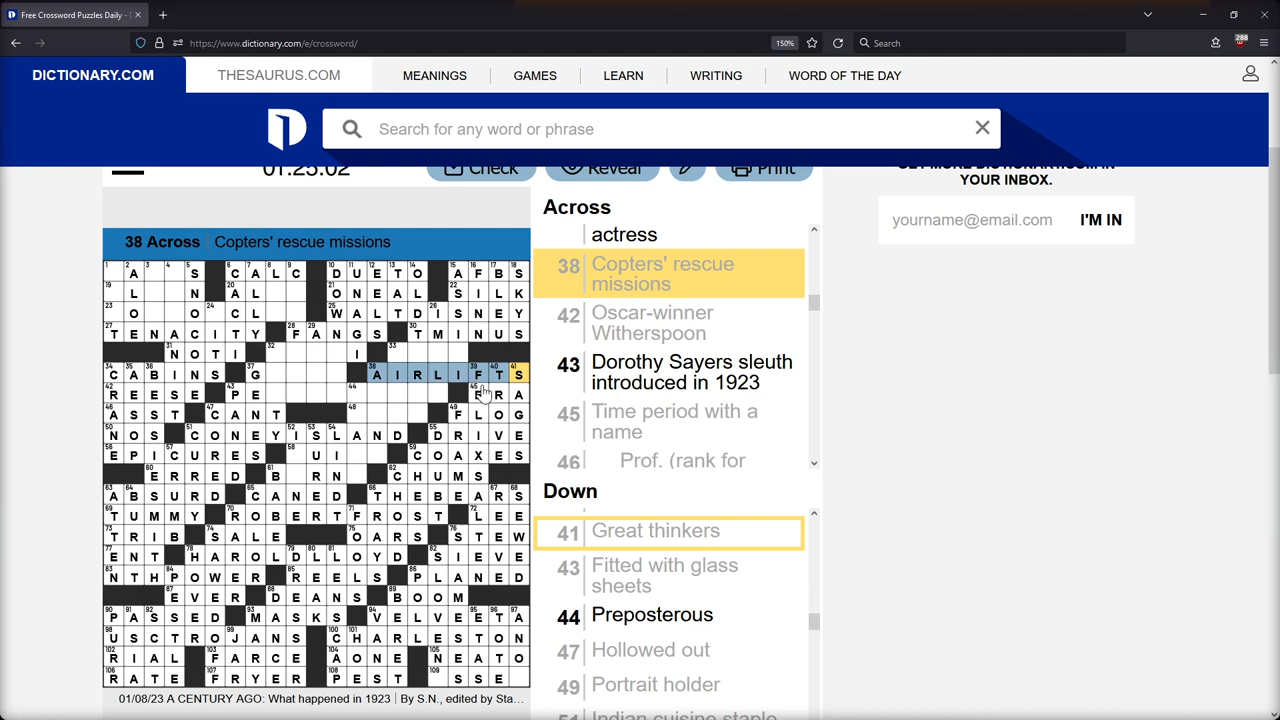 Free Crossword Puzzles Daily -
https://www.dictionary.com/e/crossword/
150%
Search
288
DICTIONARY.COM
THESAURUS.COM
MEANINGS
GAMES
LEARN
WRITING
WORD OF THE DAY
Search for any word or phrase
01:25:02
Check
Reveal
Print
YOUR INBOX.
yourname@email.com
I'M IN
38 Across Copters' rescue missions
Across
actress
38 Copters' rescue
missions
42 Oscar-winner
Witherspoon
43 Dorothy Sayers sleuth
introduced in 1923
45 Time period with a
name
46 Prof. (rank for
Down
41 Great thinkers
43 Fitted with glass
sheets
44 Preposterous
47 Hollowed out
49 Portrait holder
51 Indian cuisine staple
A S C A L C D U E T O A F B S
L N A L O N E A L S I L K
O O C L W A L T D I S N E Y
T E N A C I T Y F A N G S T M I N U S
N O T I I
C A B I N S G A I R L I F T S
R E E S E P E E R A
A S S T C A N T F L O G
N O S C O N E Y I S L A N D D R I V E
E P I C U R E S U I C O A X E S
E R R E D B R N C H U M S
A B S U R D C A N E D T H E B E A R S
T U M M Y R O B E R T F R O S T L E E
T R I B S A L E O A R S S T E W
E N T H A R O L D L L O Y D S I E V E
N T H P O W E R R E E L S P L A N E D
E V E R D E A N S B O O M
P A S S E D M A S K S V E L V E E T A
U S C T R O J A N S C H A R L E S T O N
R I A L F A R C E A O N E N E A T O
R A T E F R Y E R P E S T S S E
01/08/23 A CENTURY AGO: What happened in 1923 | By S.N., edited by Sta...